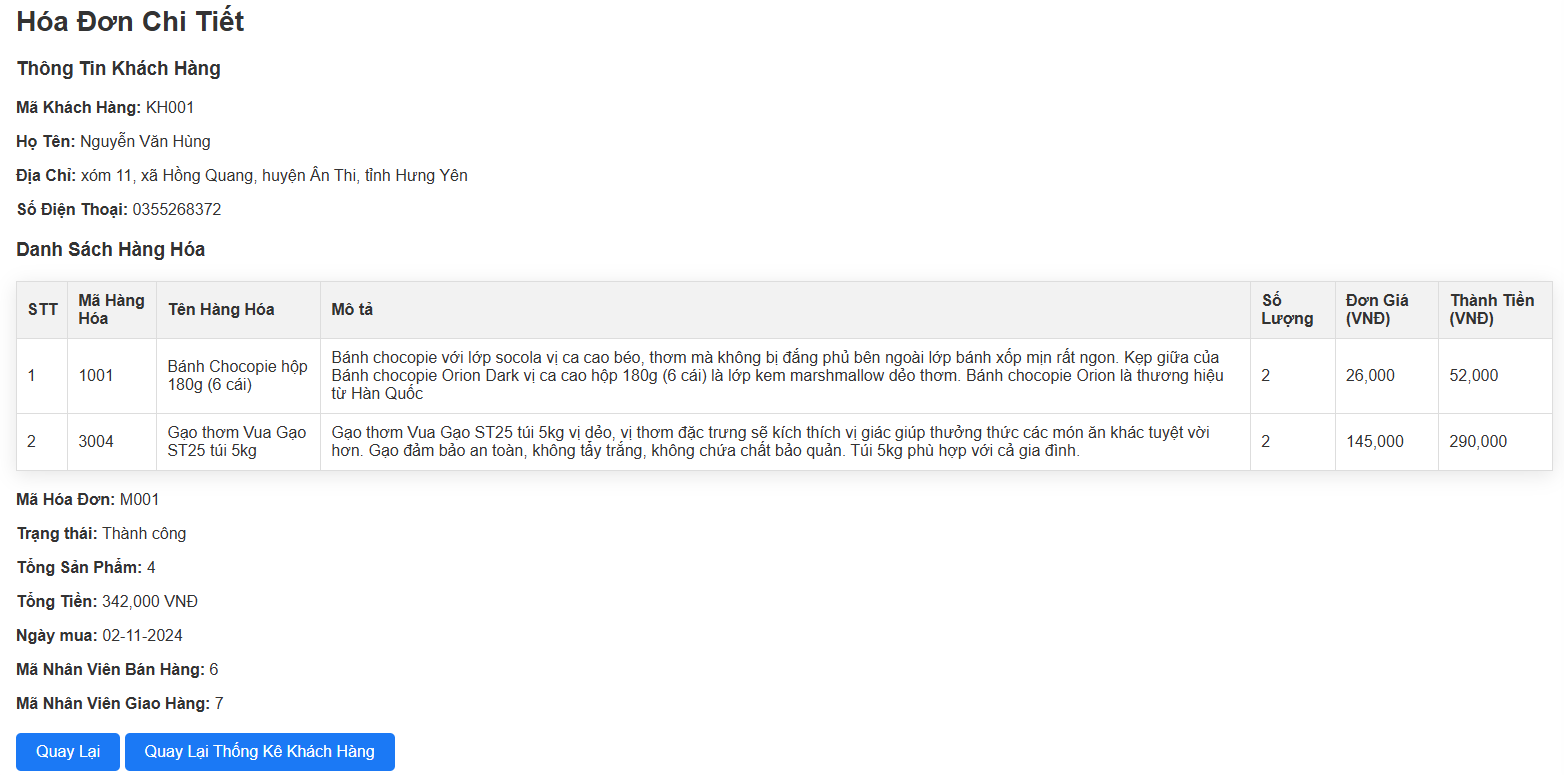 Hóa Đơn Chi Tiết
Thông Tin Khách Hàng
Mã Khách Hàng: KH001
Họ Tên: Nguyễn Văn Hùng
Địa Chỉ: xóm 11, xã Hồng Quang, huyện Ân Thi, tỉnh Hưng Yên
Số Điện Thoại: 0355268372
Danh Sách Hàng Hóa
STT
Mã Hàng
Hóa
Tên Hàng Hóa
Mô tả
Số
Lượng
Đơn Giá
(VNĐ)
Thành Tiền
(VNĐ)
1
1001
Bánh Chocopie hộp
180g (6 cái)
Bánh chocopie với lớp socola vị ca cao béo, thơm mà không bị đắng phủ bên ngoài lớp bánh xốp mịn rất ngon. Kẹp giữa của
Bánh chocopie Orion Dark vị ca cao hộp 180g (6 cái) là lớp kem marshmallow dẻo thơm. Bánh chocopie Orion là thương hiệu
từ Hàn Quốc
2
26,000
52,000
2
3004
Gạo thơm Vua Gạo
ST25 túi 5kg
Gạo thơm Vua Gạo ST25 túi 5kg vị dẻo, vị thơm đặc trưng sẽ kích thích vị giác giúp thưởng thức các món ăn khác tuyệt vời
hơn. Gạo đảm bảo an toàn, không tẩy trắng, không chứa chất bảo quản. Túi 5kg phù hợp với cả gia đình.
2
145,000
290,000
Mã Hóa Đơn: M001
Trạng thái: Thành công
Tổng Sản Phẩm: 4
Tổng Tiền: 342,000 VNĐ
Ngày mua: 02-11-2024
Mã Nhân Viên Bán Hàng: 6
Mã Nhân Viên Giao Hàng: 7
Quay Lại
Quay Lại Thống Kê Khách Hàng